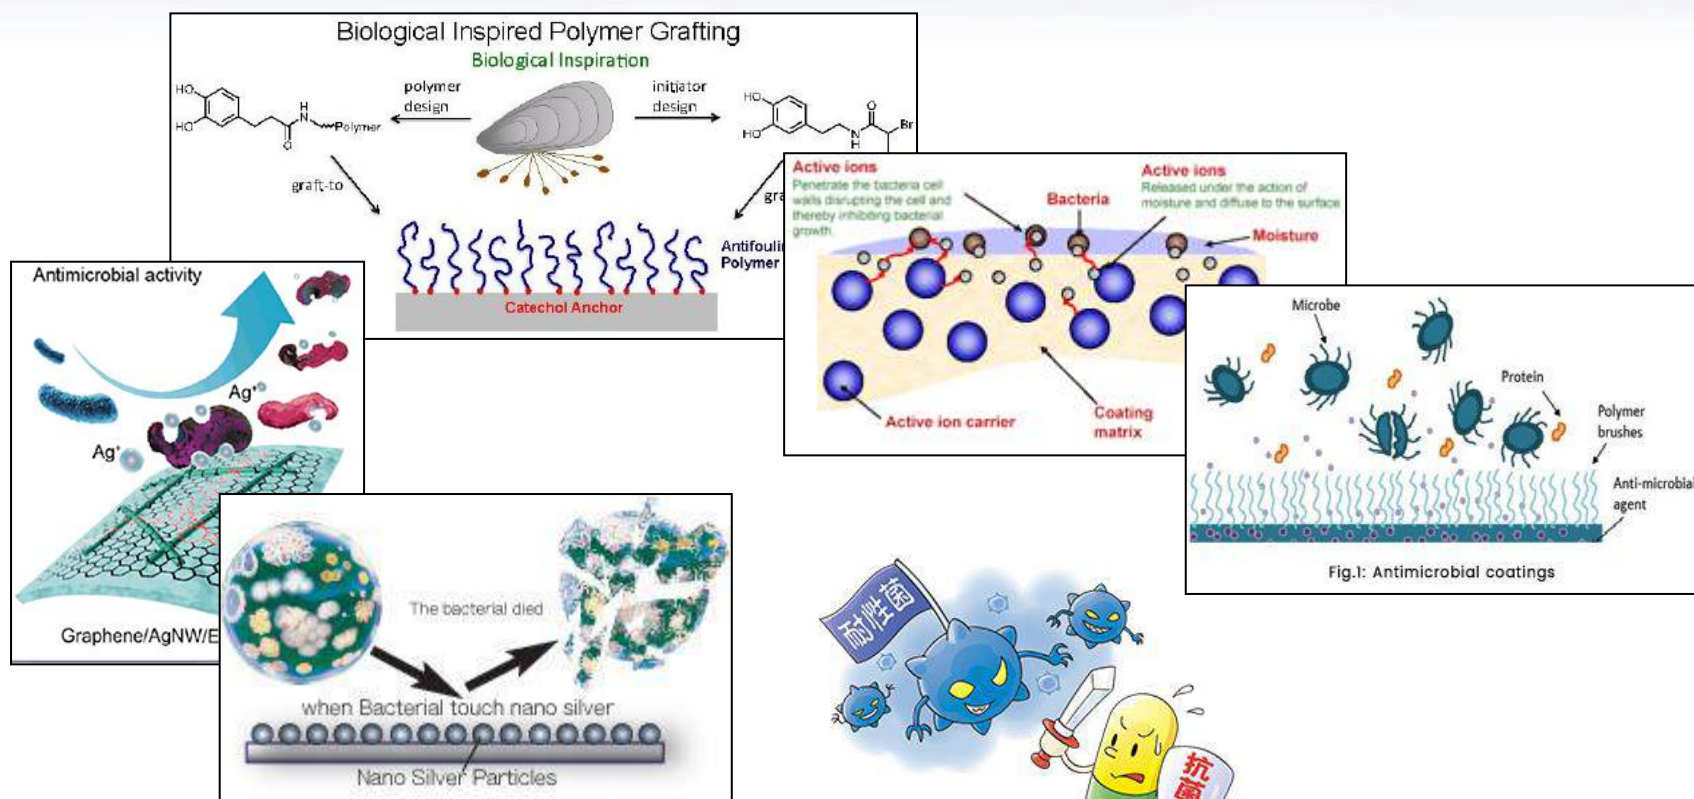 Biological Inspired Polymer Grafting
Biological Inspiration
polymer
design
initiator
design
HO
HO
H
N
O
Polymer
HO
HO
O
N
H
Br
graft-to
Antifouling
Polymer
Catechol Anchor
Active ions
Penetrate the bacteria cell
walls disrupting the cell and
thereby inhibiting bacterial
growth.
Bacteria
Active ions
Released under the action of
moisture and diffuse to the surface
Moisture
Active ion carrier
Coating
matrix
Antimicrobial activity
Ag+
Ag+
Graphene/AgNW/E
Microbe
Protein
Polymer
brushes
Anti-microbial
agent
Fig.1: Antimicrobial coatings
The bacterial died
when Bacterial touch nano silver
Nano Silver Particles
耐性菌
抗
菌